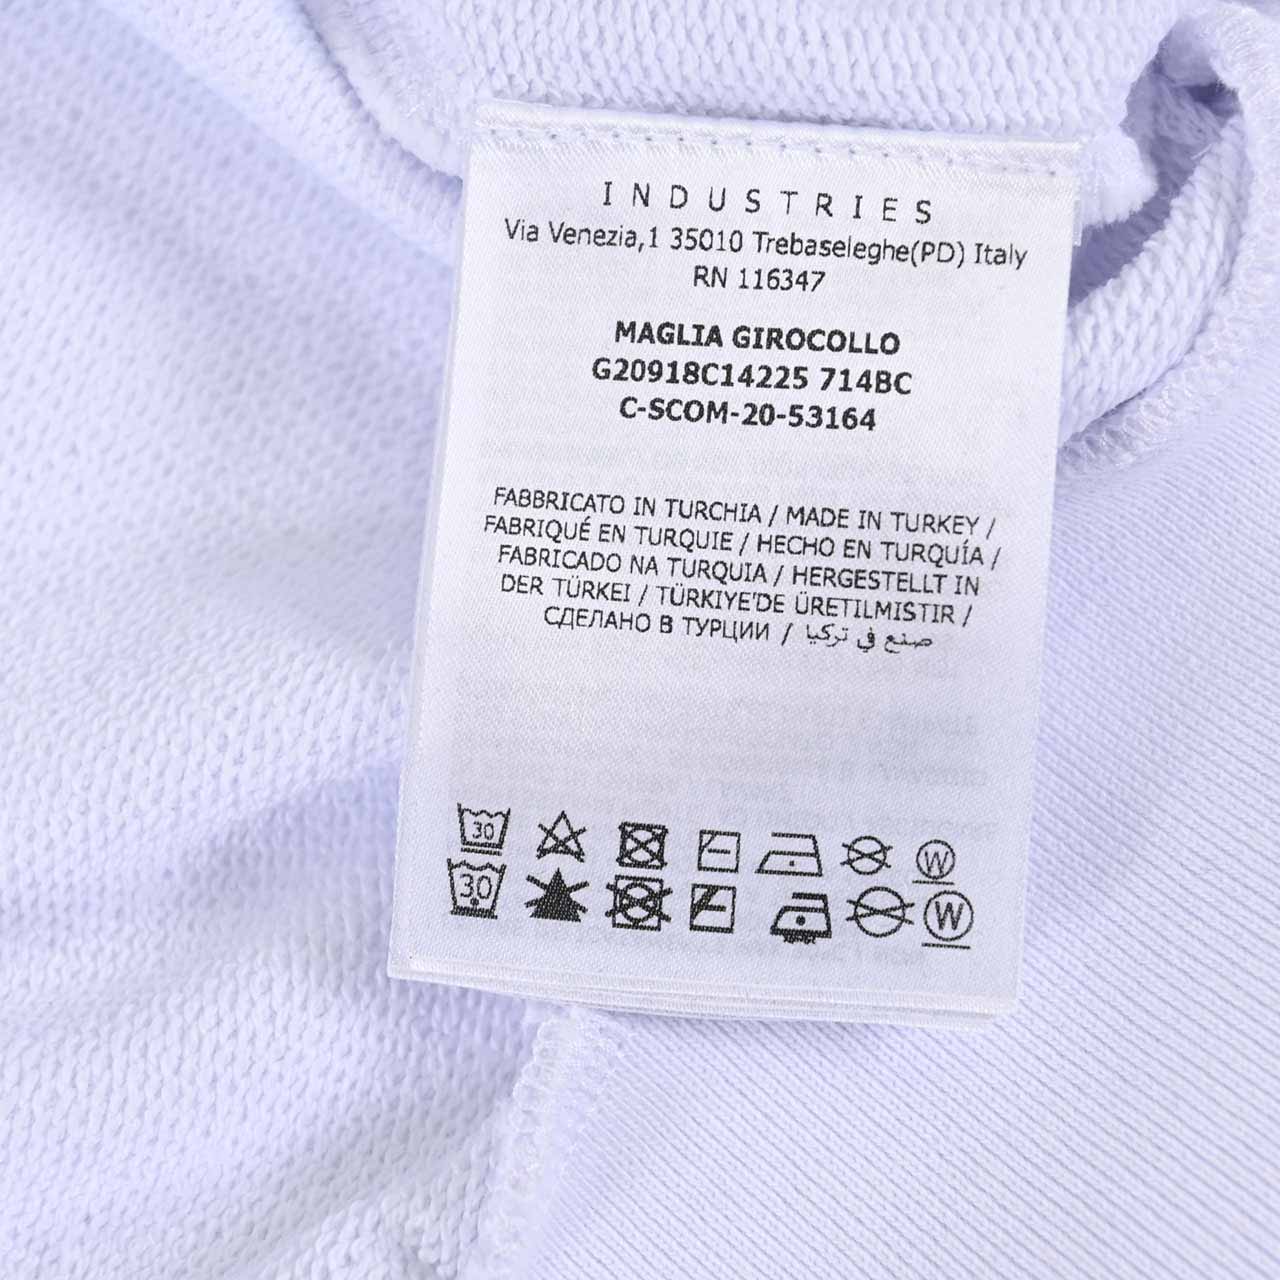 INDUSTRIES
Via Venezia,1 35010 Trebaseleghe(PD) Italy
RN 116347
MAGLIA GIROCOLLO
G20918C14225 714BC
C-SCOM-20-53164
FABBRICATO IN TURCHIA / MADE IN TURKEY /
FABRIQUÉ EN TURQUIE / HECHO EN TURQUÍA /
FABRICADO NA TURQUIA / HERGESTELLT IN
DER TÜRKEI / TÜRKIYE'DE ÜRETILMISTIR /
СДЕЛАНО В ТУРЦИИ / صنع في تركيا
30 W
30 W